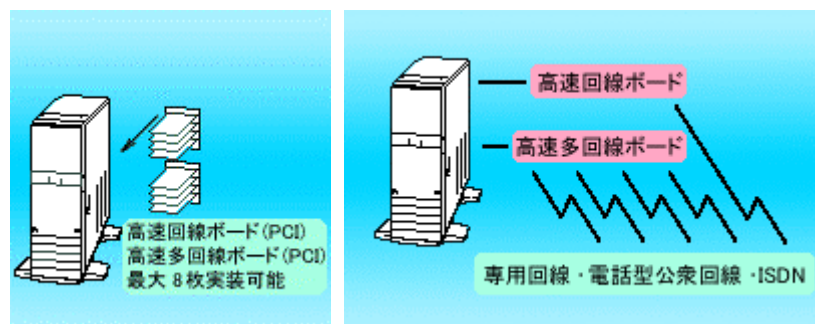 高速回線ボード(PCI)
高速多回線ボード(PCI)
最大8枚実装可能
高速回線ボード
高速多回線ボード
専用回線・電話型公衆回線・ISDN